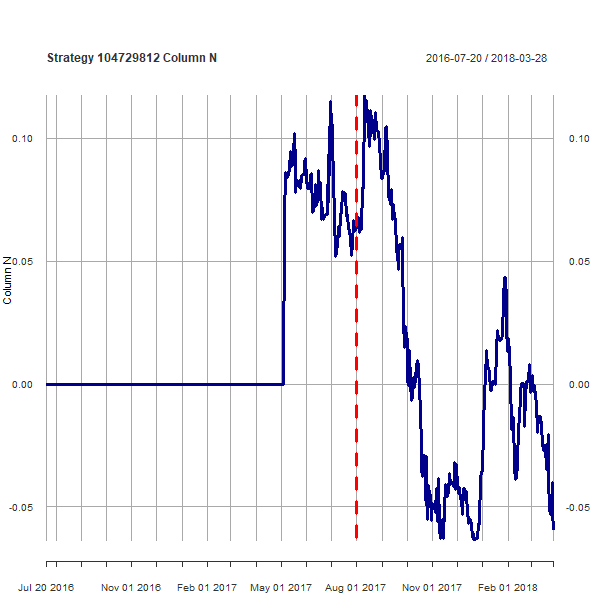 Strategy 104729812 Column N
2016-07-20 / 2018-03-28
0.10
0.10
0.05
0.05
Column N
0.00
0.00
-0.05
-0.05
Jul 20 2016
Nov 01 2016
Feb 01 2017
May 01 2017
Aug 01 2017
Nov 01 2017
Feb 01 2018